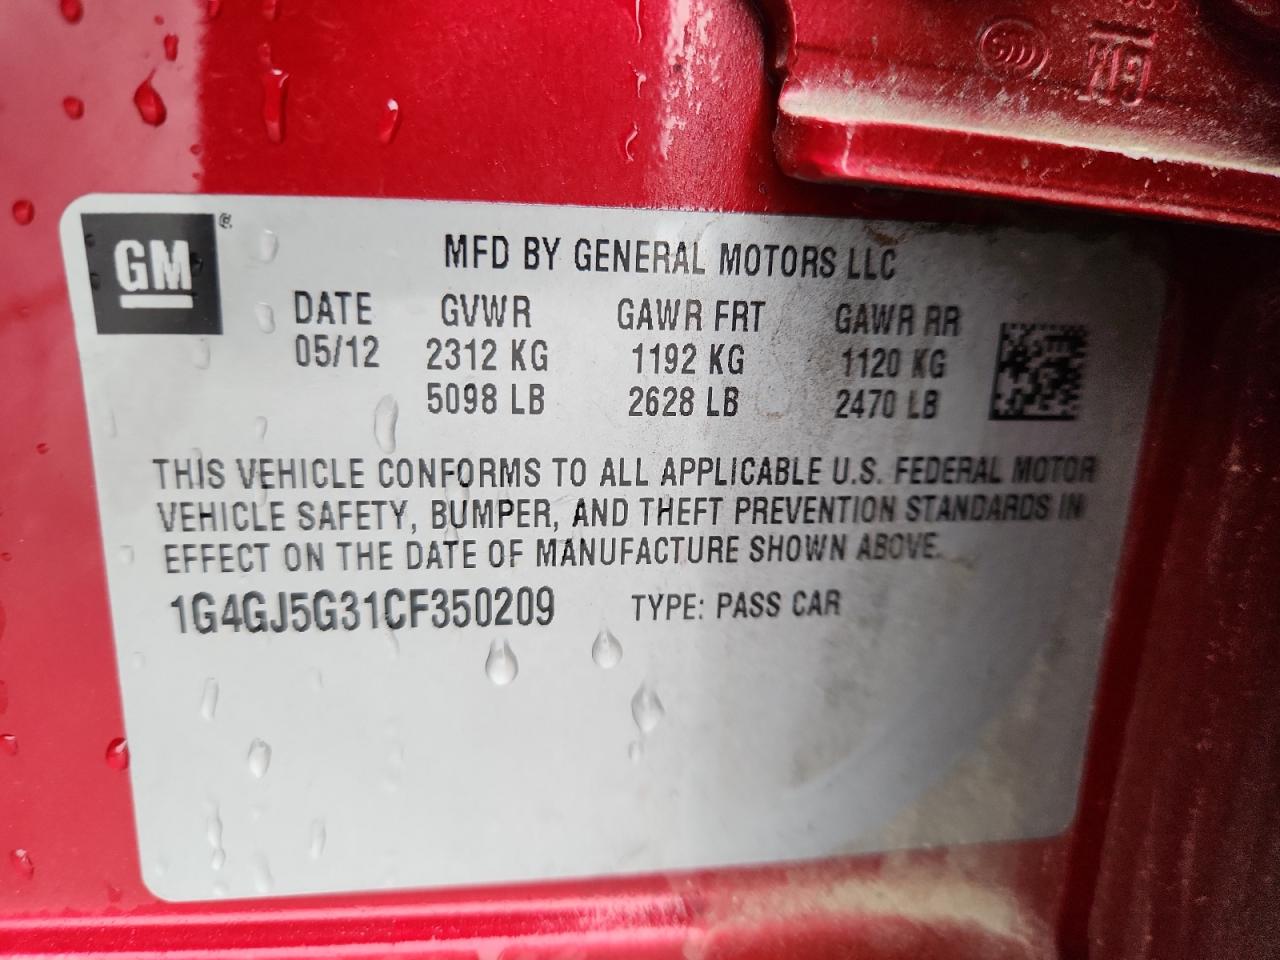 GM ®
MFD BY GENERAL MOTORS LLC
DATE GVWR GAWR FRT GAWR RR
05/12 2312 KG 1192 KG 1120 KG
5098 LB 2628 LB 2470 LB
THIS VEHICLE CONFORMS TO ALL APPLICABLE U.S. FEDERAL MOTOR
VEHICLE SAFETY, BUMPER, AND THEFT PREVENTION STANDARDS IN
EFFECT ON THE DATE OF MANUFACTURE SHOWN ABOVE.
1G4GJ5G31CF350209 TYPE: PASS CAR